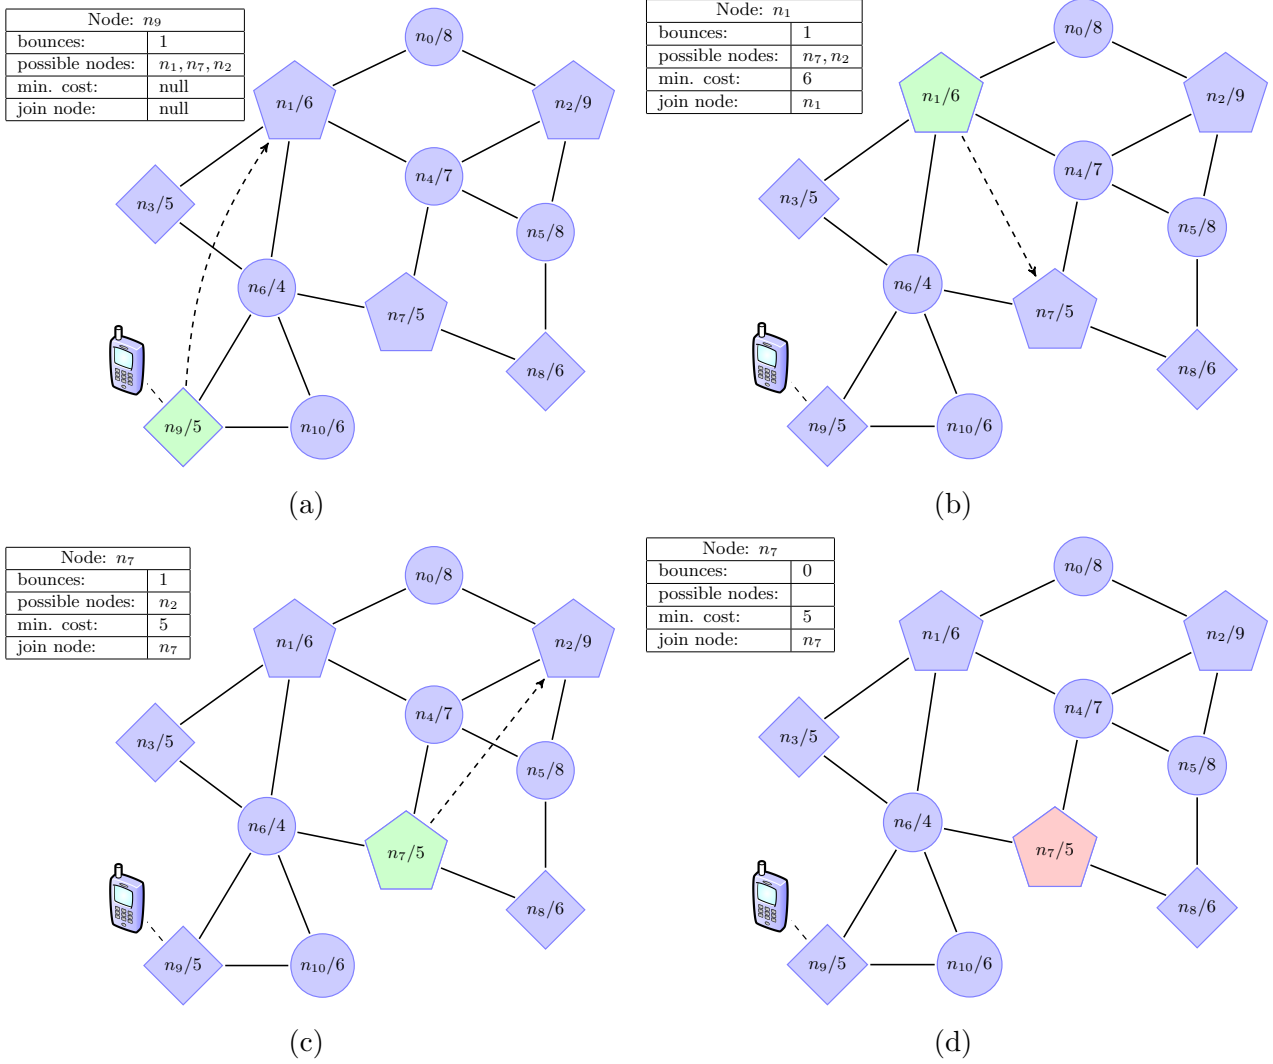 Node: n₉
bounces: 1
possible nodes: n₁, n₇, n₂
min. cost: null
join node: null
n₀/8
n₁/6
n₂/9
n₄/7
n₃/5
n₅/8
n₆/4
n₇/5
n₈/6
n₉/5
n₁₀/6
(a)
Node: n₁
bounces: 1
possible nodes: n₇, n₂
min. cost: 6
join node: n₁
n₀/8
n₁/6
n₂/9
n₄/7
n₃/5
n₅/8
n₆/4
n₇/5
n₈/6
n₉/5
n₁₀/6
(b)
Node: n₇
bounces: 1
possible nodes: n₂
min. cost: 5
join node: n₇
n₀/8
n₁/6
n₂/9
n₄/7
n₃/5
n₅/8
n₆/4
n₇/5
n₈/6
n₉/5
n₁₀/6
(c)
Node: n₇
bounces: 0
possible nodes:
min. cost: 5
join node: n₇
n₀/8
n₁/6
n₂/9
n₄/7
n₃/5
n₅/8
n₆/4
n₇/5
n₈/6
n₉/5
n₁₀/6
(d)